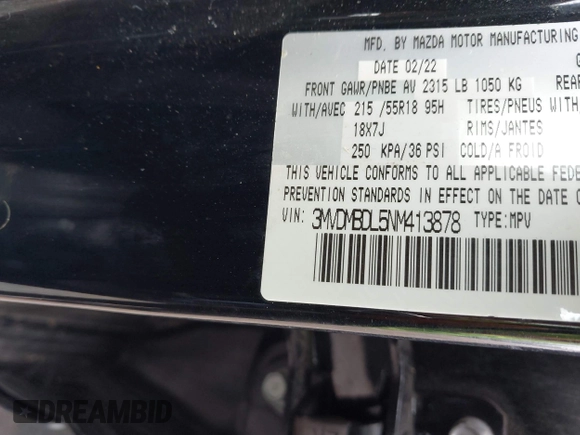 MFD. BY MAZDA MOTOR MANUFACTURING
DATE 02/22
FRONT GAWR/PNBE AV 2315 LB 1050 KG REAR
WITH/AVEC 215 /55R18 95H TIRES/PNEUS WITH
18X7J RIMS/JANTES
250 KPA/36 PSI COLD/A FROID
THIS VEHICLE CONFORMS TO ALL APPLICABLE FEDE
PREVENTION STANDARDS IN EFFECT ON THE DATE O
VIN: 3MVDMBDL5NM413878 TYPE: MPV
DREAMBID